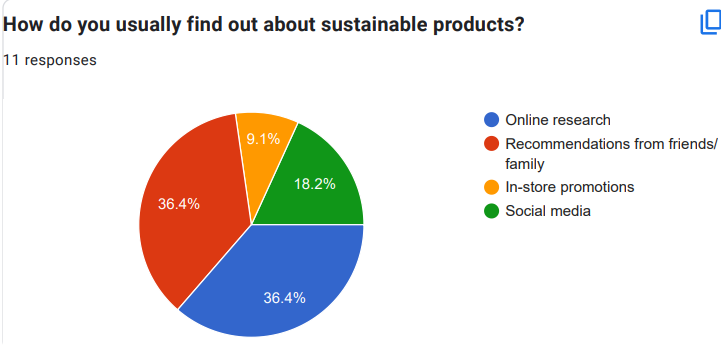 How do you usually find out about sustainable products?
11 responses
9.1%
18.2%
36.4%
36.4%
Online research
Recommendations from friends/
family
In-store promotions
Social media